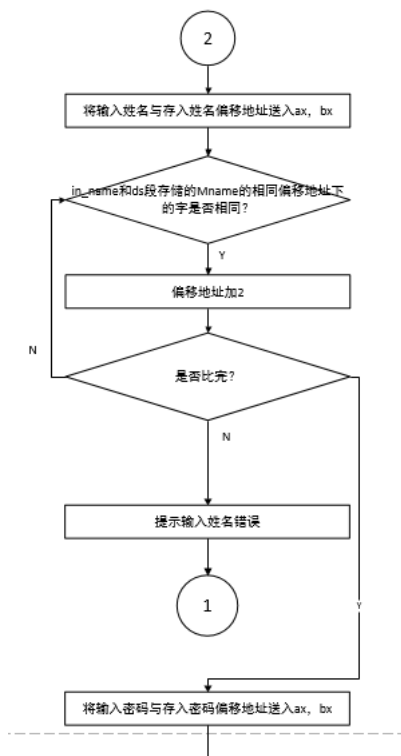 2
将输入姓名与存入姓名偏移地址送入ax，bx
in_name和ds段存储的Mname的相同偏移地址下
的字是否相同？
Y
偏移地址加2
N
是否比完？
N
提示输入姓名错误
1
Y
将输入密码与存入密码偏移地址送入ax，bx